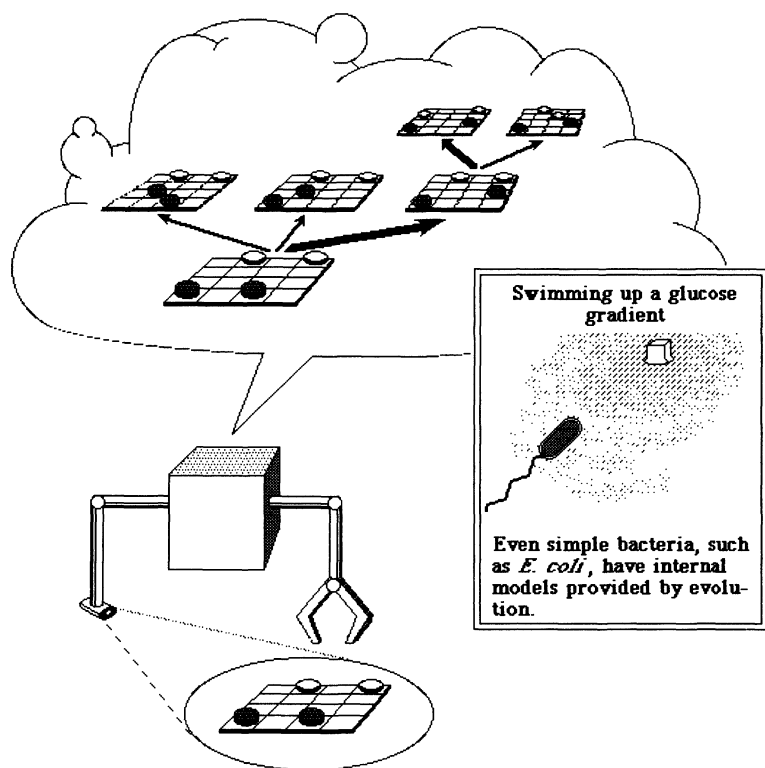 Swimming up a glucose
gradient
Even simple bacteria, such
as E. coli, have internal
models provided by evolu-
tion.